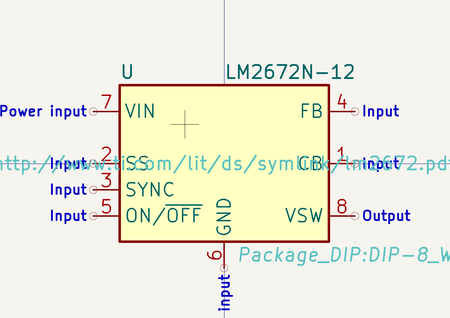 U LM2672N-12
Power input 7 VIN FB 4 Input
Input 2 SS CB 1 Input
http://www.ti.com/lit/ds/symlink/lm2672.pd
Input 3 SYNC
Input 5 ON/OFF VSW 8 Output
GND
6
Package_DIP:DIP-8_W
input